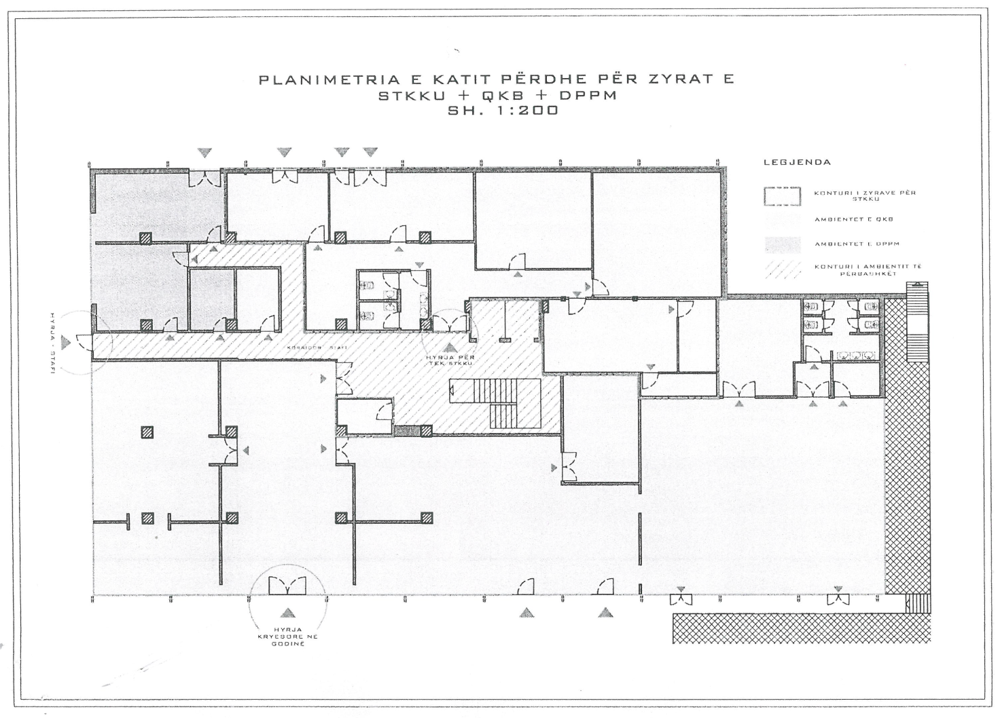 PLANIMETRIA E KATIT PËRDHE PËR ZYRAT E
STKKU + QKB + DPPM
SH. 1:200
LEGJENDA
KONTURI I ZYRAVE PËR
STKKU
AMBIENTET E QKB
AMBIENTET E DPPM
KONTURI I AMBIENTIT TË
PËRBASHKËT
HYRJA - STAFI
KORRIDOR STAFI
HYRJA PËR
TEK STKKU
HYRJA
KRYESORE NË
GODINË